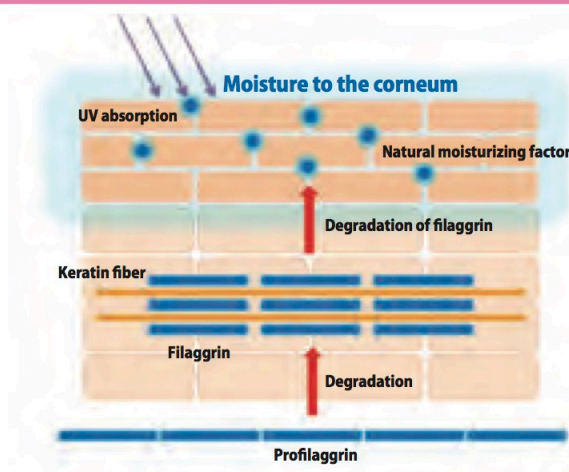 Moisture to the corneum
UV absorption
Natural moisturizing factor
Degradation of filaggrin
Keratin fiber
Filaggrin
Degradation
Profilaggrin